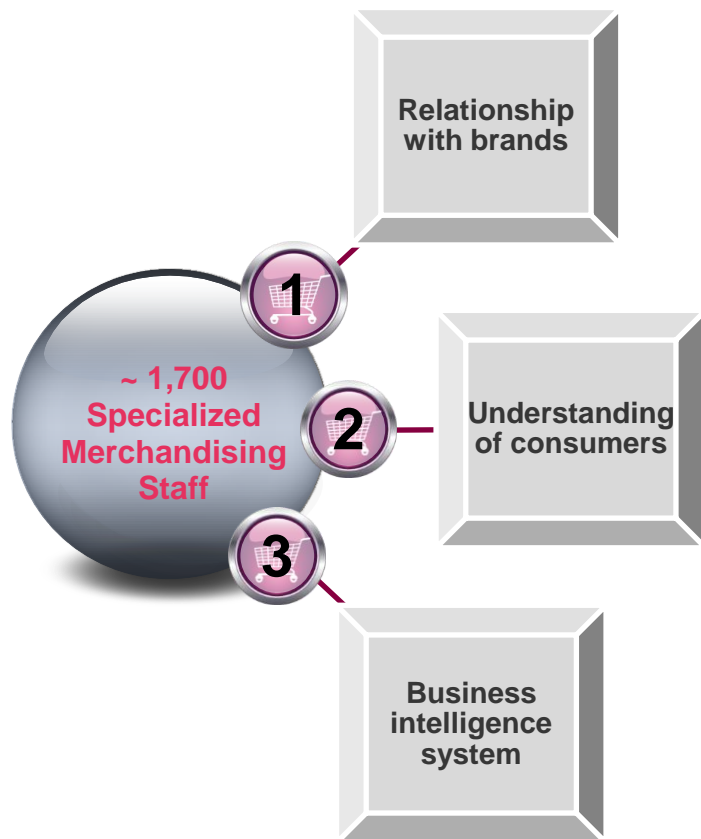 Relationship
with brands
1
~ 1,700
Specialized
Merchandising
Staff
2
Understanding
of consumers
3
Business
intelligence
system